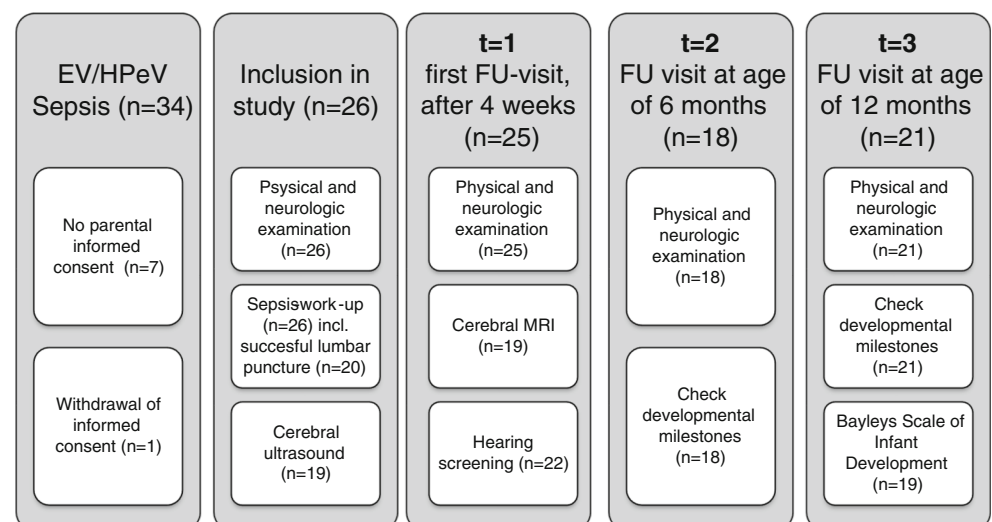 EV/HPeV
Sepsis (n=34)
No parental
informed
consent (n=7)
Withdrawal of
informed
consent (n=1)
Inclusion in
study (n=26)
Psysical and
neurologic
examination
(n=26)
Sepsis-work-up
(n=26) incl.
succesful lumbar
puncture (n=20)
Cerebral
ultrasound
(n=19)
t=1
first FU-visit,
after 4 weeks
(n=25)
Physical and
neurologic
examination
(n=25)
Cerebral MRI
(n=19)
Hearing
screening (n=22)
t=2
FU visit at age
of 6 months
(n=18)
Physical and
neurologic
examination
(n=18)
Check
developmental
milestones
(n=18)
t=3
FU visit at age
of 12 months
(n=21)
Physical and
neurologic
examination
(n=21)
Check
developmental
milestones
(n=21)
Bayleys Scale of
Infant
Development
(n=19)